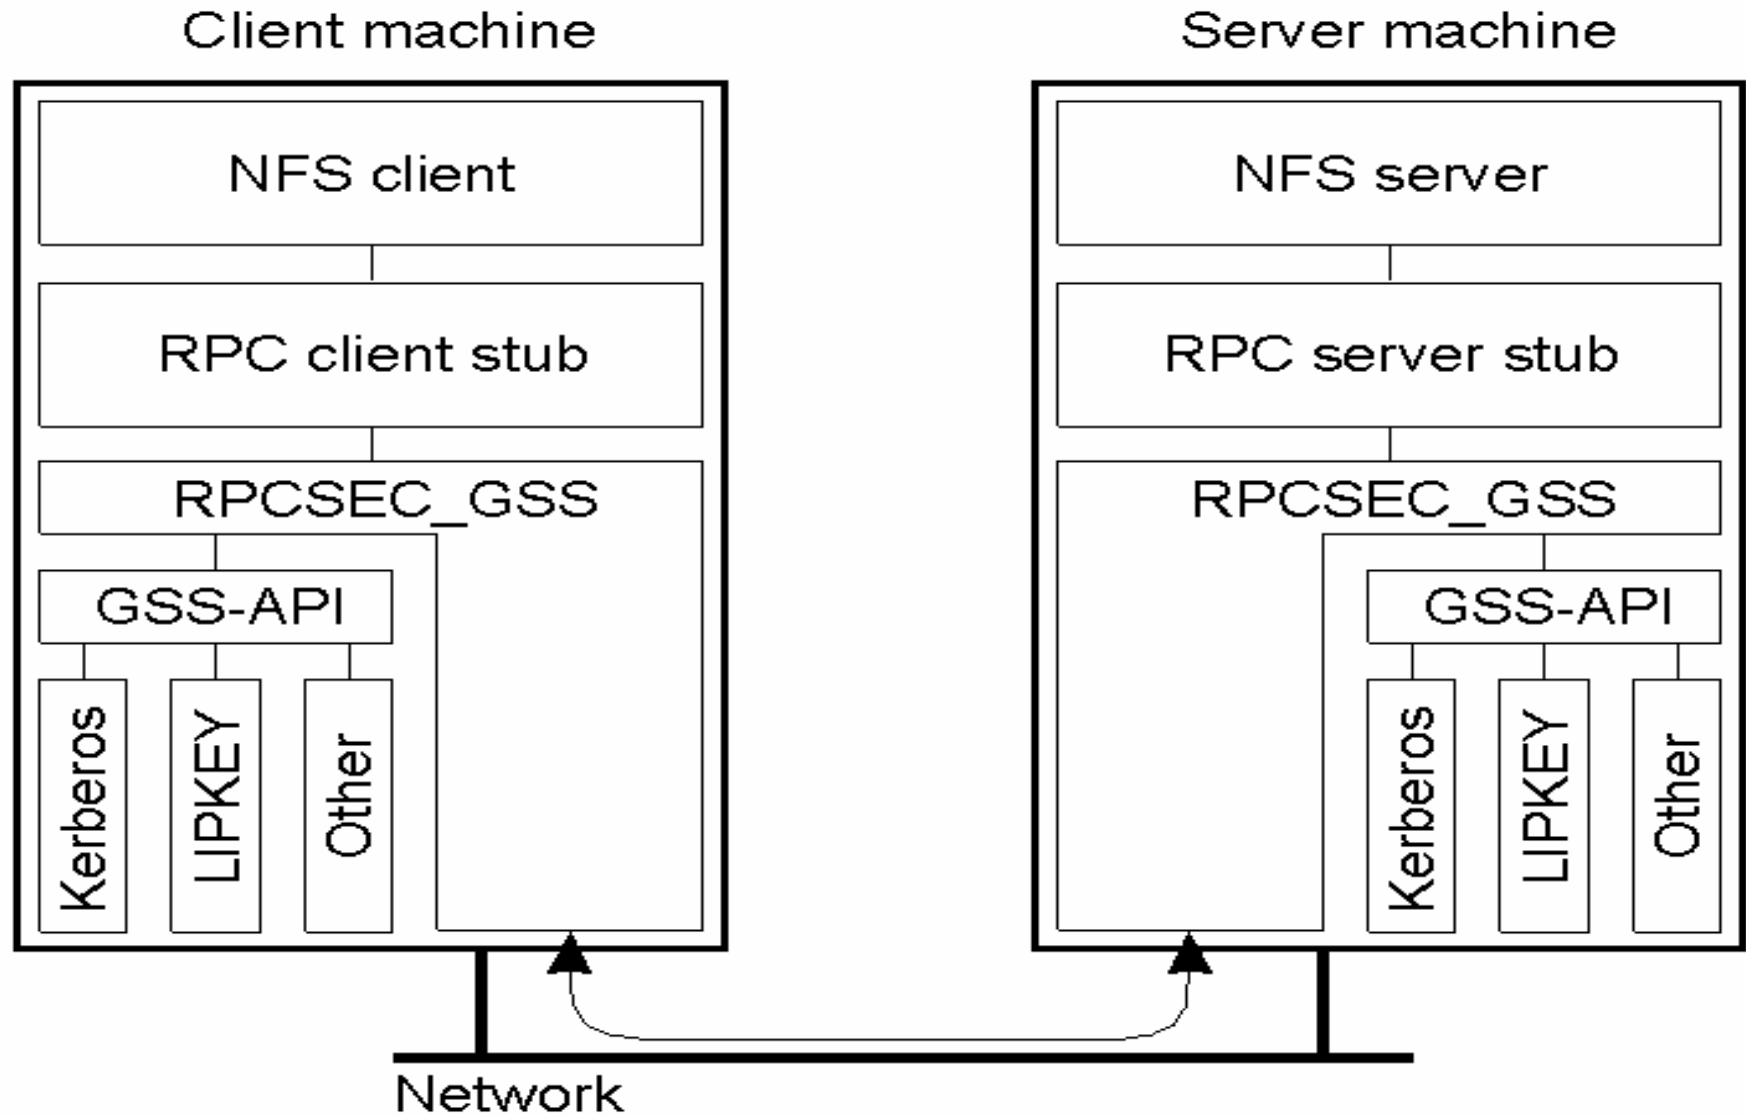 Client machine
Server machine
NFS client
NFS server
RPC client stub
RPC server stub
RPCSEC_GSS
RPCSEC_GSS
GSS-API
GSS-API
Kerberos
LIPKEY
Other
Kerberos
LIPKEY
Other
Network